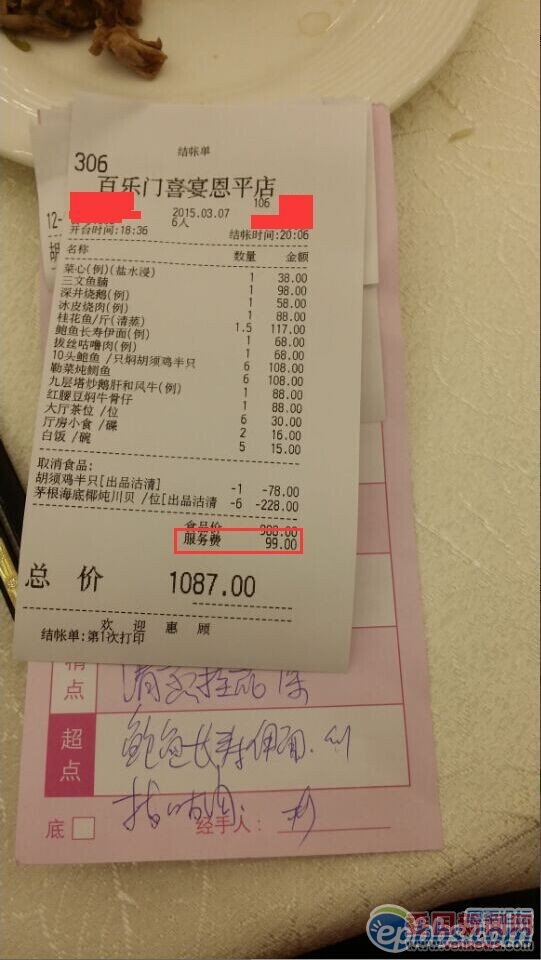 结帐单
306
百乐门喜宴恩平店
106
12-
2015.03.07
6人
开台时间:18:36
结帐时间:20:06
名称 数量 金额
菜心(例)(盐水浸) 1 38.00
三文鱼腩 1 98.00
深井烧鹅(例) 1 58.00
冰皮烧肉(例) 1 88.00
桂花鱼/斤(清蒸) 1.5 117.00
鲍鱼长寿伊面(例) 1 68.00
拔丝咕噜肉(例) 1 68.00
10头鲍鱼 /只焖胡须鸡半只 6 108.00
勒菜炖鲗鱼 6 108.00
九层塔炒鹅肝和风牛(例) 1 88.00
红腰豆焖牛骨仔 1 88.00
大厅茶位 /位 6 30.00
厅房小食 /碟 2 16.00
白饭 /碗 5 15.00
取消食品:
胡须鸡半只[出品沽清] -1 -78.00
茅根海底椰炖川贝 /位[出品沽清 -6 -228.00
食品价 988.00
服务费 99.00
总 价 1087.00
欢 迎 惠 顾
结帐单:第1次打印
点
超点
鲍鱼长寿伊面
底
经手人:
恩平新闻网
epbbs.com